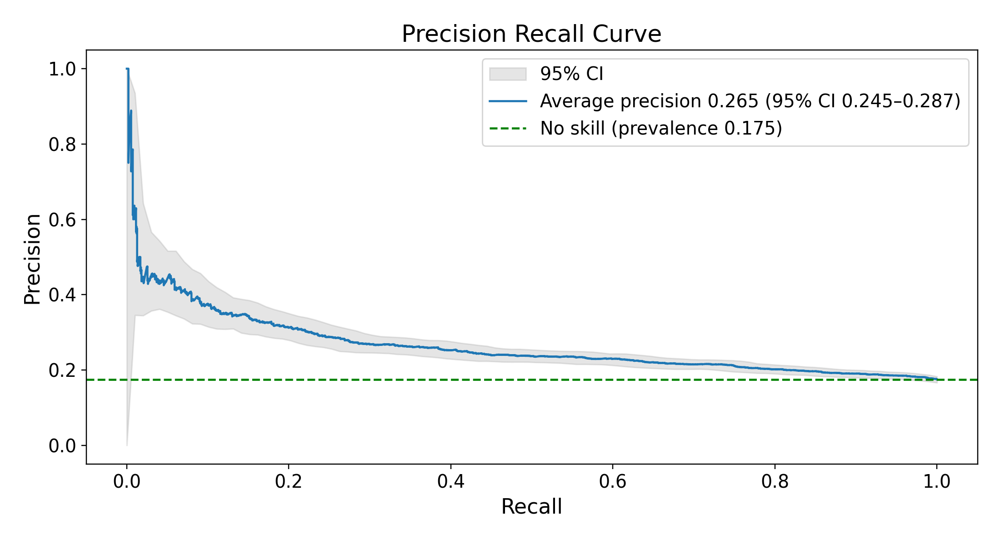 Precision Recall Curve
95% CI
Average precision 0.265 (95% CI 0.245–0.287)
No skill (prevalence 0.175)
Precision
1.0
0.8
0.6
0.4
0.2
0.0
0.0 0.2 0.4 0.6 0.8 1.0
Recall